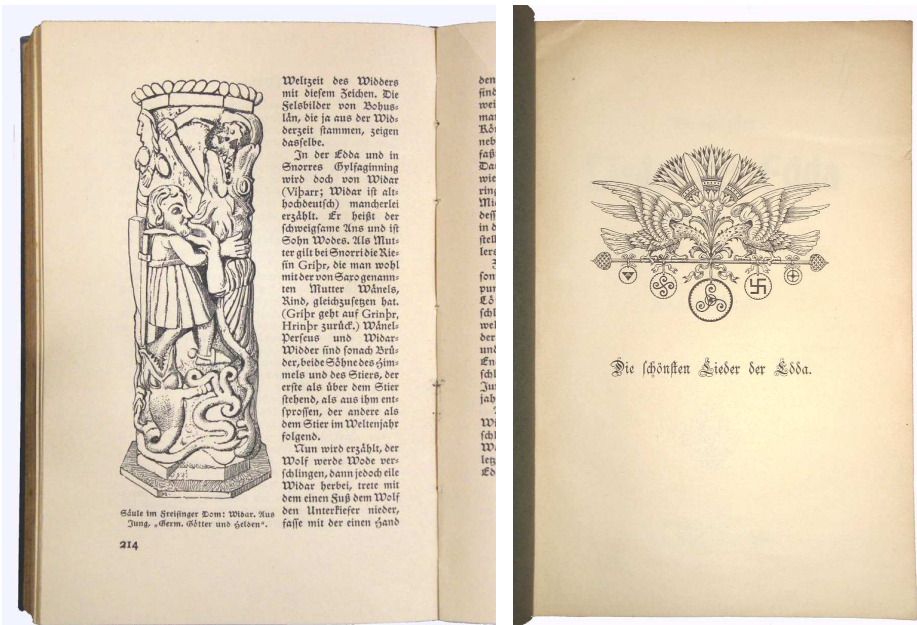 Weltzeit des Widders
mit diesem Zeichen. Die
Felsbilder von Bohus-
lån, die ja aus der Wid-
derzeit stammen, zeigen
dasselbe.
In der Edda und in
Snorres Gylfaginning
wird doch von Widar
(Viþarr; Widar ist alt-
hochdeutsch) mancherlei
erzählt. Er heißt der
schweigsame Ans und ist
Sohn Wodes. Als Mut-
ter gilt bei Snorri die Rie-
sin Griþr, die man wohl
mit der von Saxo genann-
ten Mutter Wånels,
Rind, gleichzusetzen hat.
(Griþr geht auf Grinþr,
Hrinþr zurück.) Wånel-
Perseus und Widar-
Widder sind sonach Brü-
der, beide Söhne des Him-
mels und des Stiers, der
erste als über dem Stier
stehend, als aus ihm ent-
sprossen, der andere als
dem Stier im Weltenjahr
folgend.
Nun wird erzählt, der
Wolf werde Wode ver-
schlingen, dann jedoch eile
Widar herbei, trete mit
dem einen Fuß dem Wolf
den Unterkiefer nieder,
fasse mit der einen Hand
Säule im Freisinger Dom: Widar. Aus
Jung, „Germ. Götter und Helden“.
214
Die schönsten Lieder der Edda.